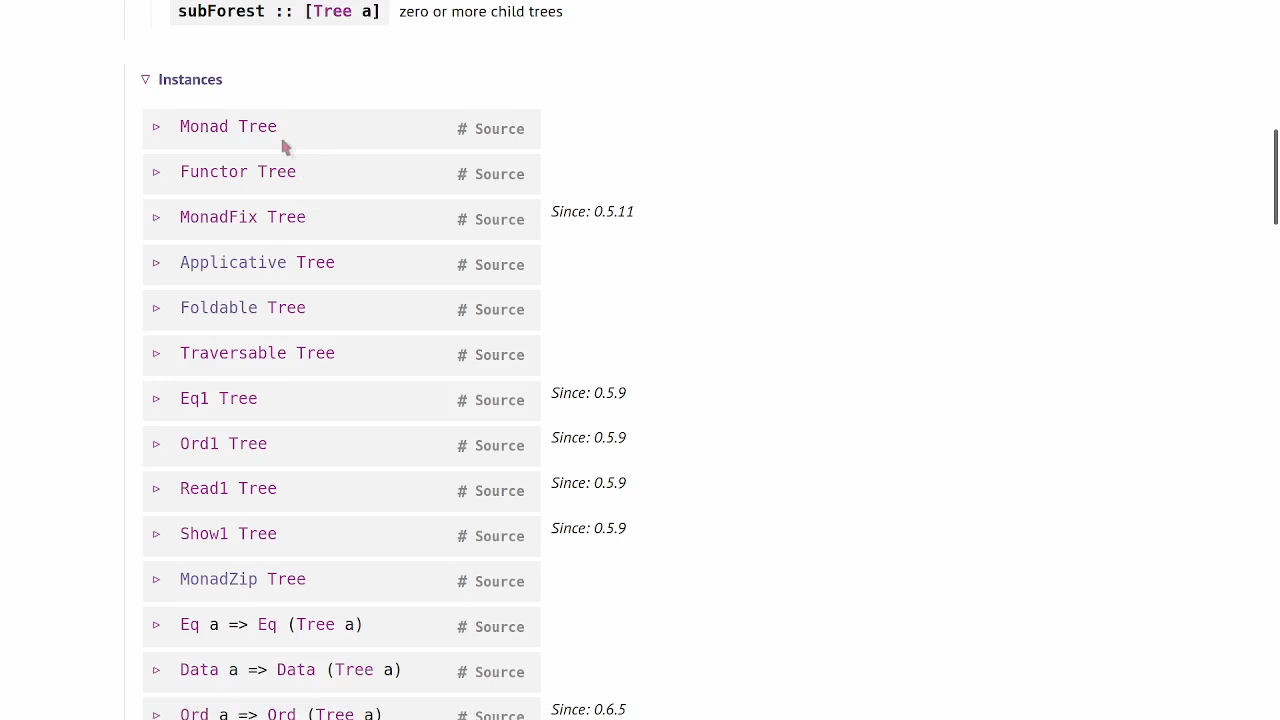 subForest :: [Tree a] zero or more child trees
▽ Instances
▷ Monad Tree # Source
▷ Functor Tree # Source
▷ MonadFix Tree # Source Since: 0.5.11
▷ Applicative Tree # Source
▷ Foldable Tree # Source
▷ Traversable Tree # Source
▷ Eq1 Tree # Source Since: 0.5.9
▷ Ord1 Tree # Source Since: 0.5.9
▷ Read1 Tree # Source Since: 0.5.9
▷ Show1 Tree # Source Since: 0.5.9
▷ MonadZip Tree # Source
▷ Eq a => Eq (Tree a) # Source
▷ Data a => Data (Tree a) # Source
▷ Ord a => Ord (Tree a) # Source Since: 0.6.5